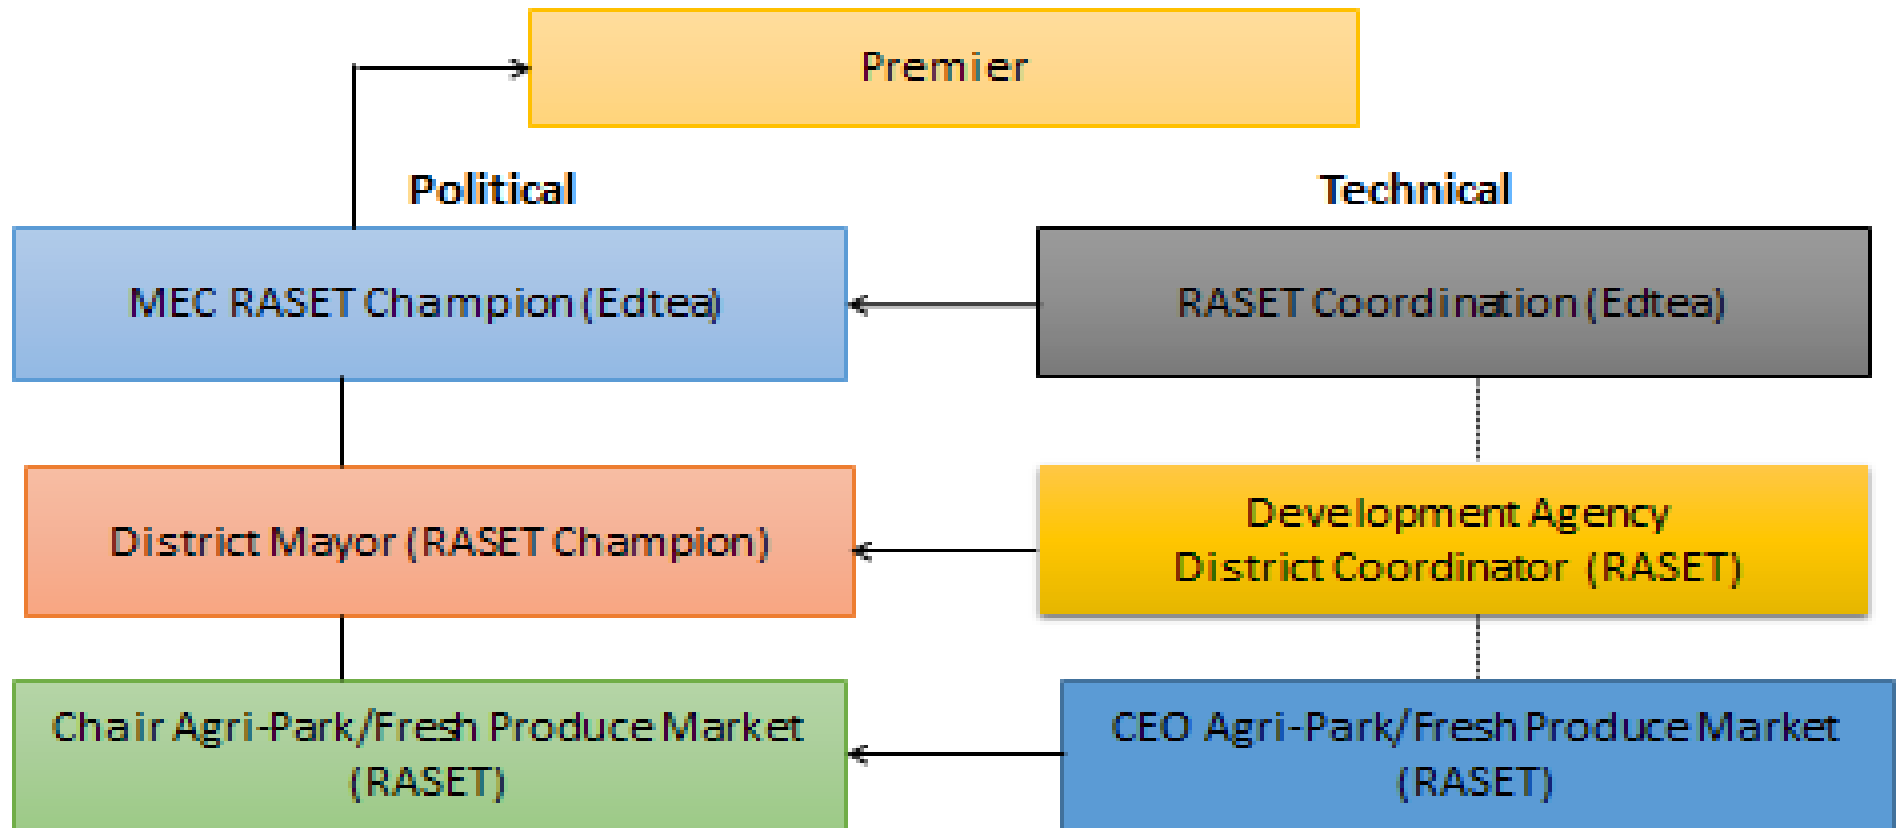 Premier
Political
Technical
MEC RASET Champion (Edtea)
RASET Coordination (Edtea)
District Mayor (RASET Champion)
Development Agency
District Coordinator (RASET)
Chair Agri-Park/Fresh Produce Market
(RASET)
CEO Agri-Park/Fresh Produce Market
(RASET)